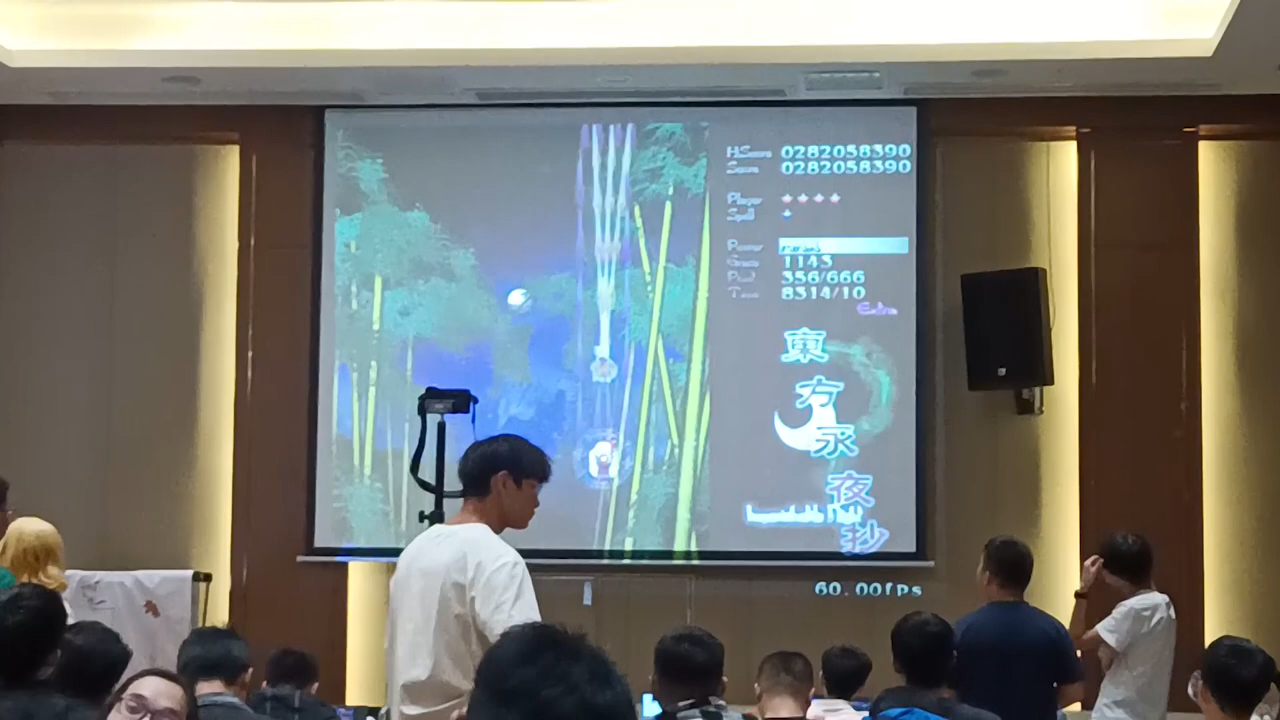 HiScore 0282058390
Score 0282058390
Player
Spell
Power
Graze 1143
Point 356/666
Time 8314/10
Extra
東
方
永
夜
抄
60.00fps